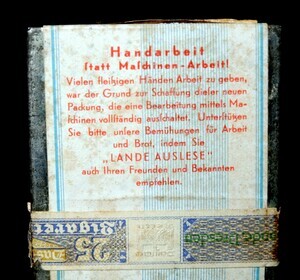 Handarbeit
ſtatt Maſchinen-Arbeit!
Vielen fleißigen Händen Arbeit zu geben,
war der Grund zur Schaffung dieſer neuen
Packung, die eine Bearbeitung mittels Ma-
ſchinen vollſtändig ausſchaltet. Unterſtützen
Sie bitte unſere Bemühungen für Arbeit
und Brot, indem Sie
„LANDE AUSLESE“
auch Ihren Freunden und Bekannten
empfehlen.
25